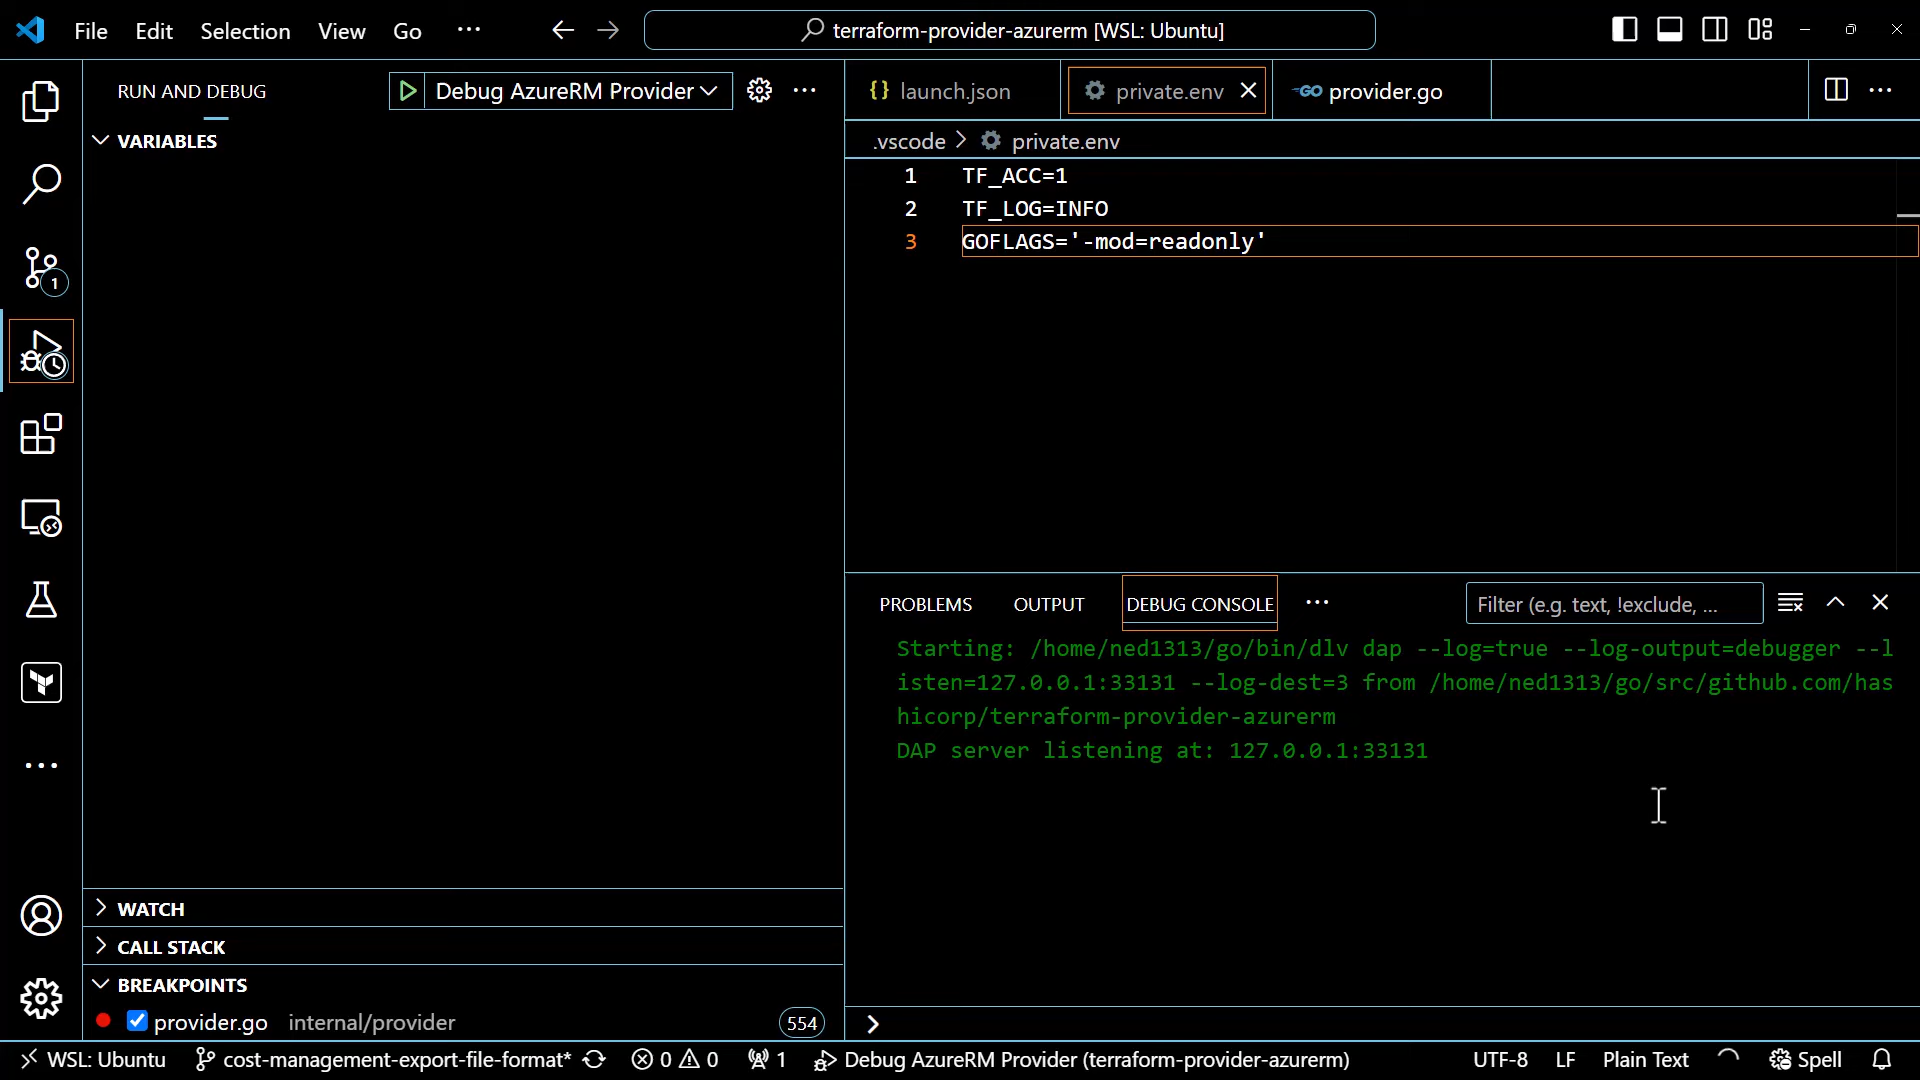 File Edit Selection View Go ··· terraform-provider-azurerm [WSL: Ubuntu]
RUN AND DEBUG Debug AzureRM Provider
VARIABLES
{} launch.json private.env GO provider.go
.vscode > private.env
1 TF_ACC=1
2 TF_LOG=INFO
3 GOFLAGS='-mod=readonly'
1
PROBLEMS OUTPUT DEBUG CONSOLE ··· Filter (e.g. text, !exclude, ...
Starting: /home/ned1313/go/bin/dlv dap --log=true --log-output=debugger --l
isten=127.0.0.1:33131 --log-dest=3 from /home/ned1313/go/src/github.com/has
hicorp/terraform-provider-azurerm
DAP server listening at: 127.0.0.1:33131
WATCH
CALL STACK
BREAKPOINTS
provider.go internal/provider 554
WSL: Ubuntu cost-management-export-file-format* 0 0 1 Debug AzureRM Provider (terraform-provider-azurerm) UTF-8 LF Plain Text Spell